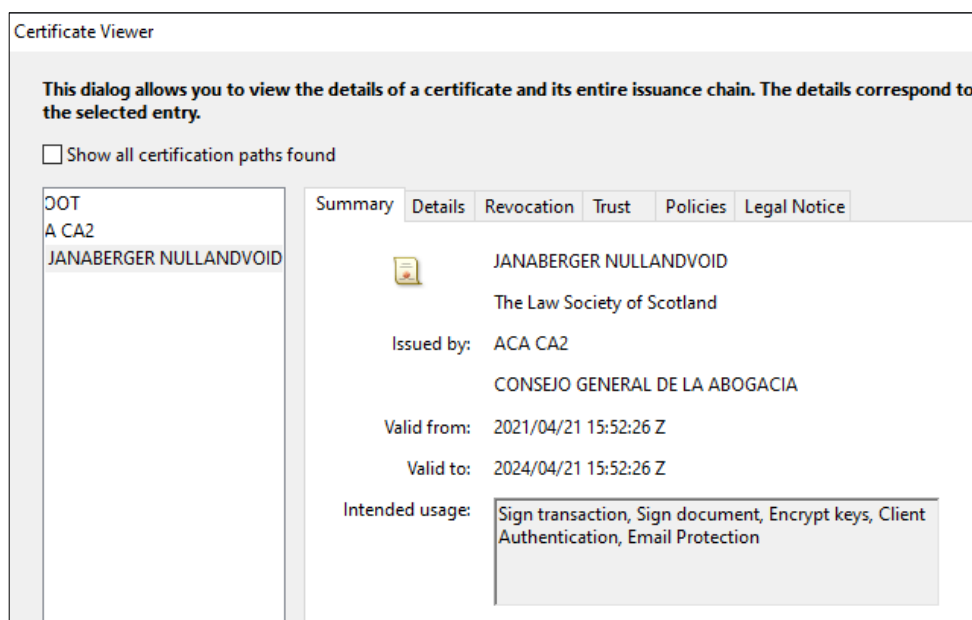 Certificate Viewer
This dialog allows you to view the details of a certificate and its entire issuance chain. The details correspond to
the selected entry.
Show all certification paths found
OOT
A CA2
JANABERGER NULLANDVOID
Summary Details Revocation Trust Policies Legal Notice
JANABERGER NULLANDVOID
The Law Society of Scotland
Issued by: ACA CA2
CONSEJO GENERAL DE LA ABOGACIA
Valid from: 2021/04/21 15:52:26 Z
Valid to: 2024/04/21 15:52:26 Z
Intended usage: Sign transaction, Sign document, Encrypt keys, Client
Authentication, Email Protection